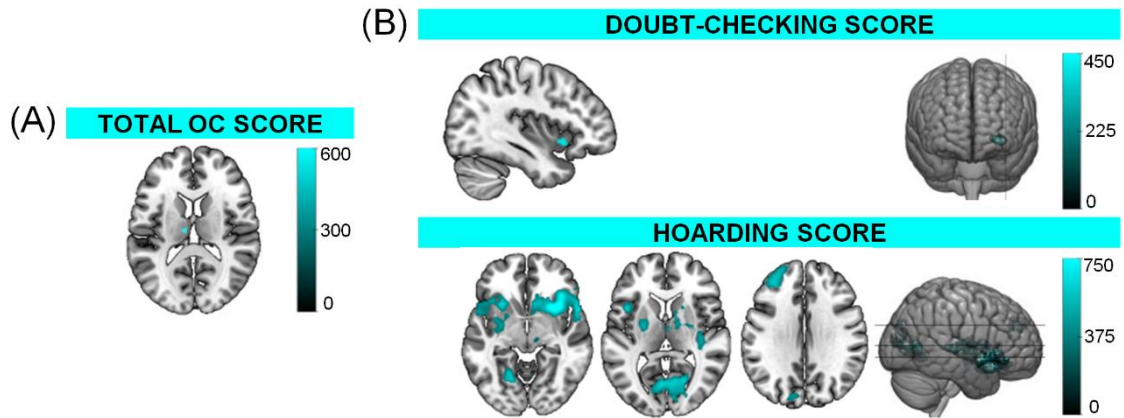 (A)
TOTAL OC SCORE
600
300
0
(B)
DOUBT-CHECKING SCORE
450
225
0
HOARDING SCORE
750
375
0